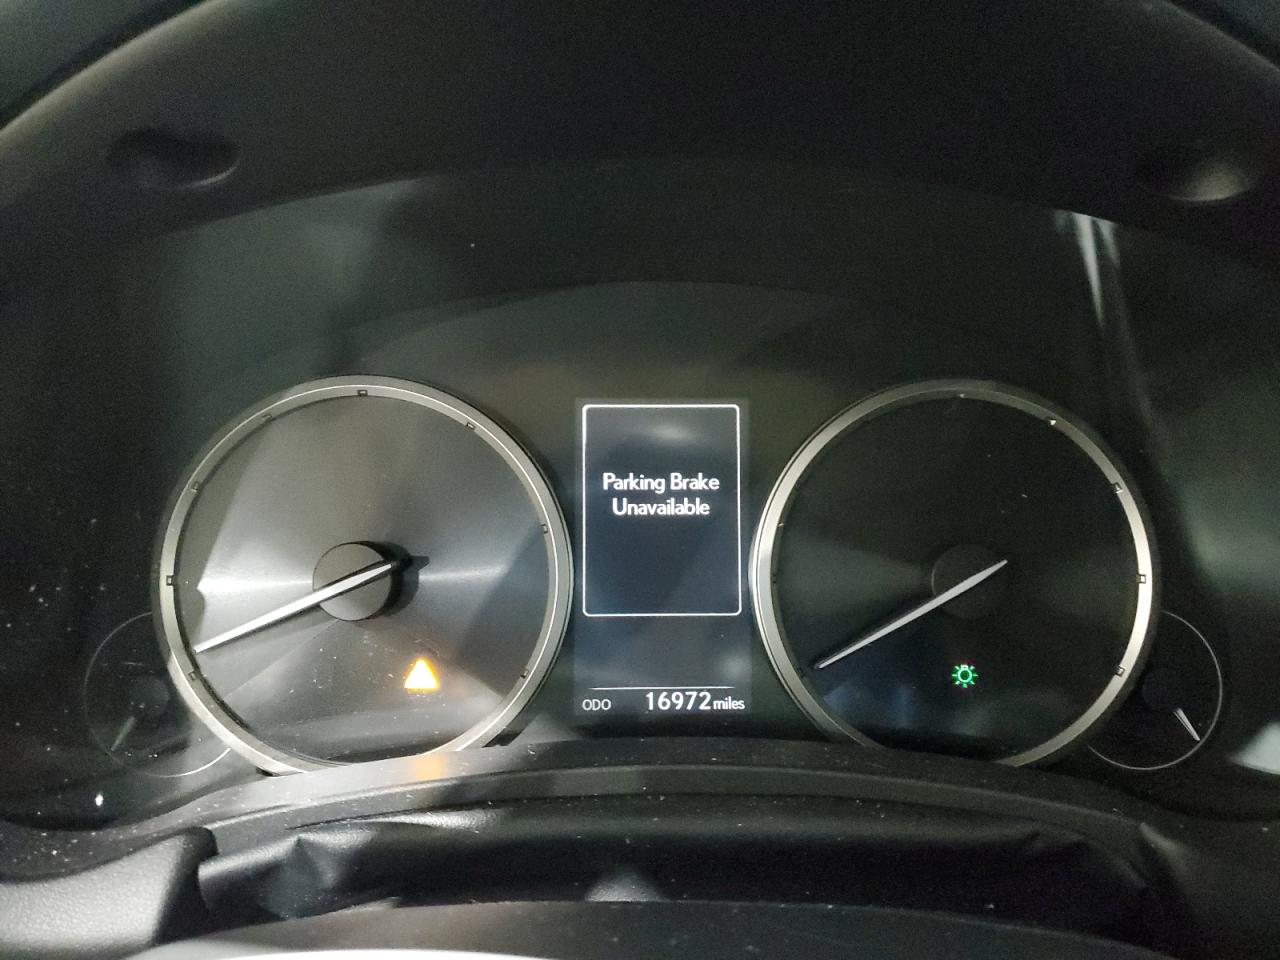 Parking Brake
Unavailable
ODO 16972 miles